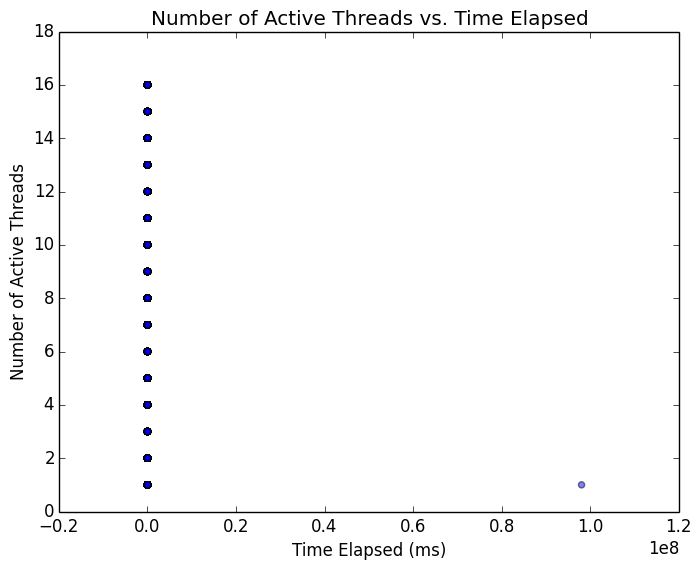 Number of Active Threads vs. Time Elapsed
18
16
14
12
10
8
6
4
2
0
Number of Active Threads
−0.2 0.0 0.2 0.4 0.6 0.8 1.0 1.2
1e8
Time Elapsed (ms)